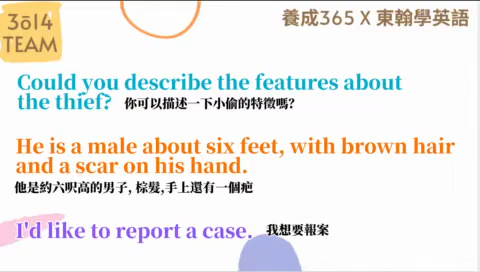 3ō14
TEAM
養成365 X 東翰學英語
Could you describe the features about
the thief? 你可以描述一下小偷的特徵嗎?
He is a male about six feet, with brown hair
and a scar on his hand.
他是約六呎高的男子, 棕髮,手上還有一個疤
I'd like to report a case. 我想要報案